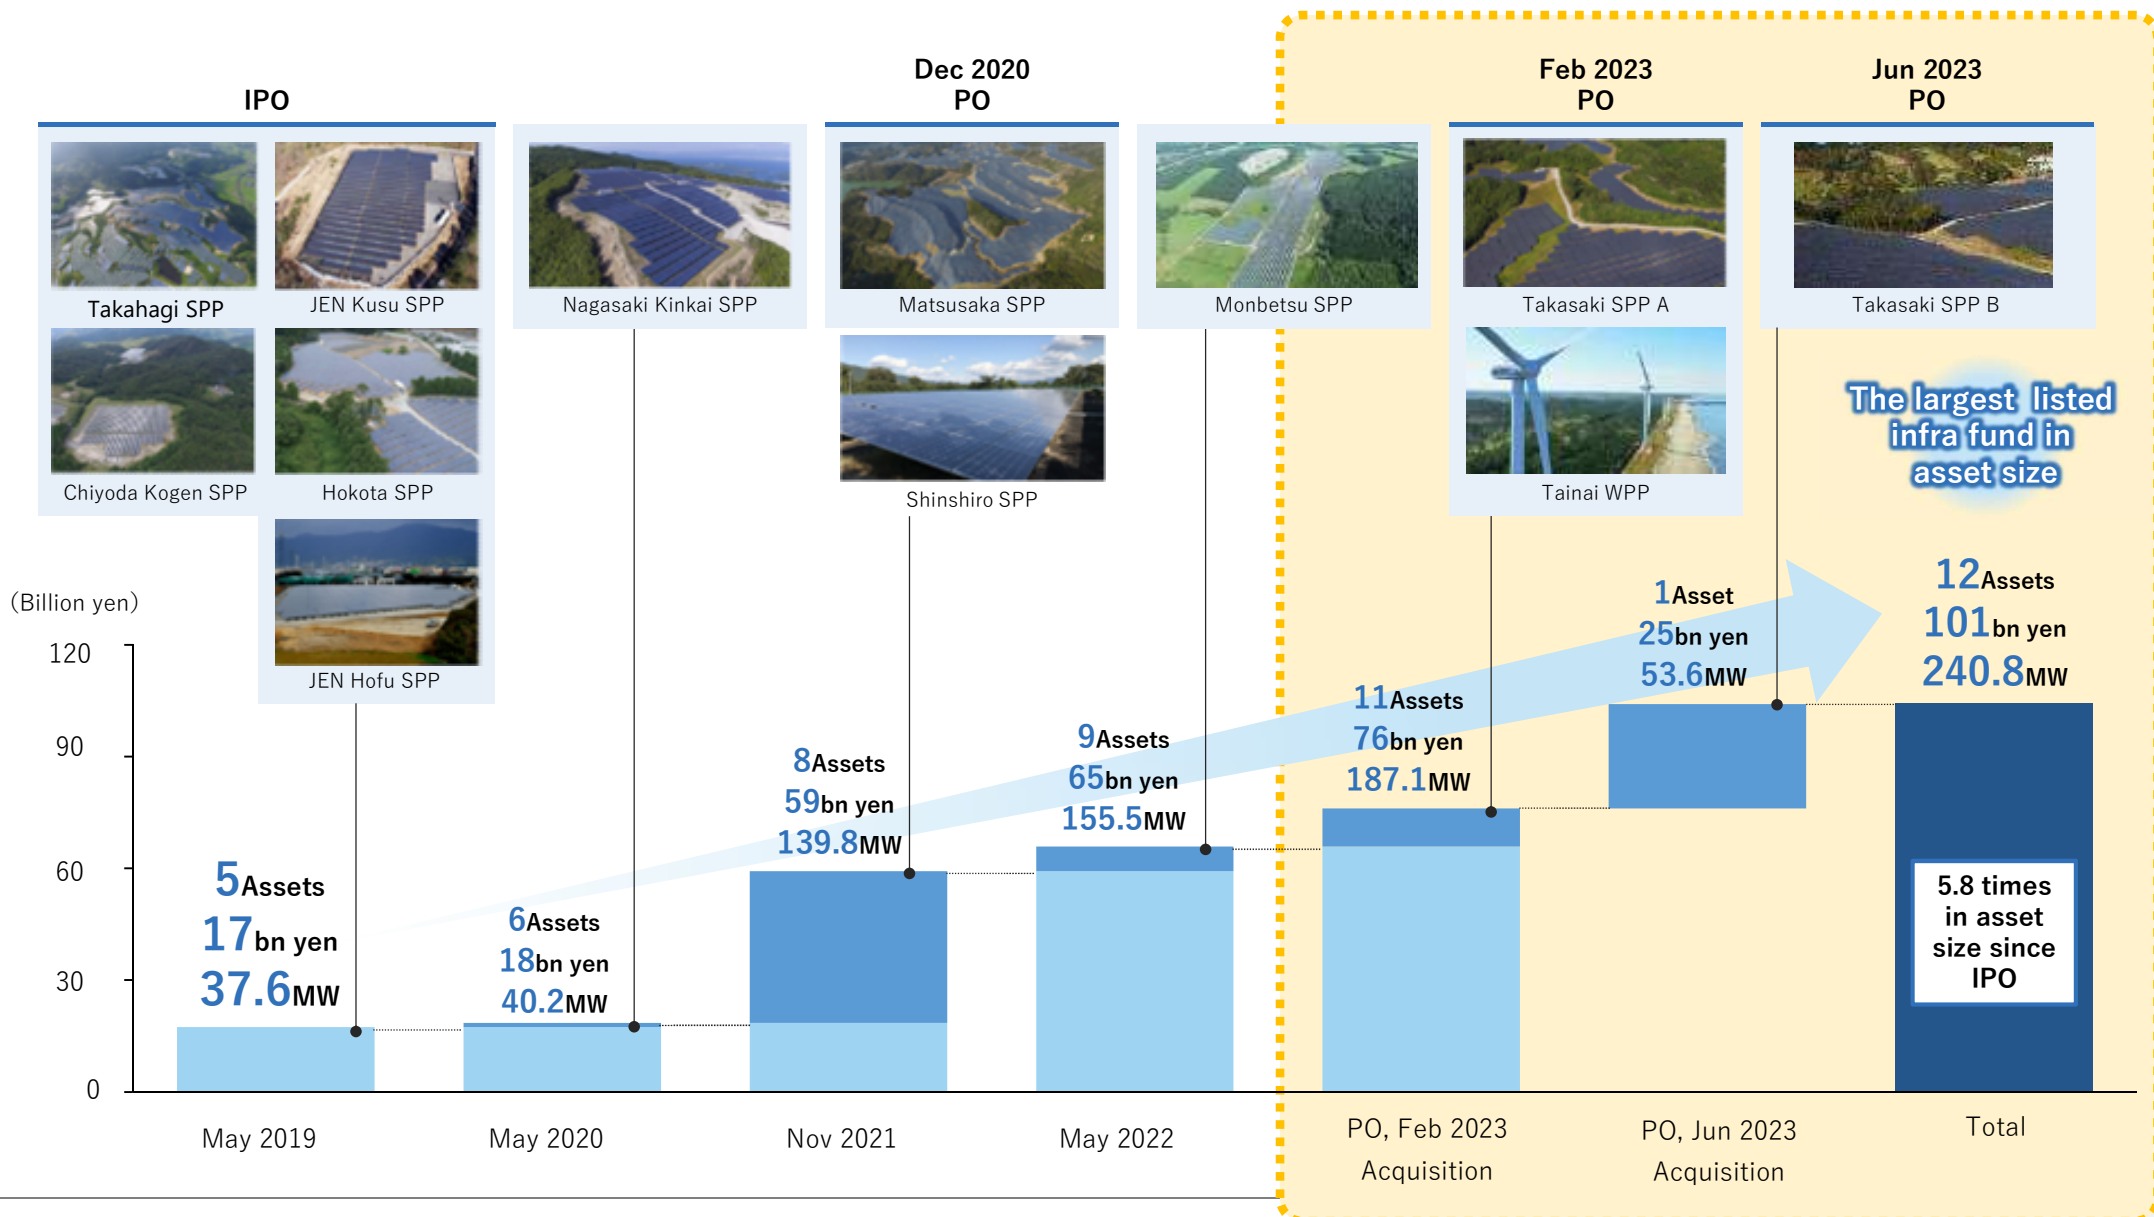 IPO
Dec 2020
PO
Feb 2023
PO
Jun 2023
PO
Takahagi SPP
JEN Kusu SPP
Nagasaki Kinkai SPP
Matsusaka SPP
Monbetsu SPP
Takasaki SPP A
Takasaki SPP B
Chiyoda Kogen SPP
Hokota SPP
Shinshiro SPP
Tainai WPP
JEN Hofu SPP
The largest listed
infra fund in
asset size
(Billion yen)
120
90
60
30
0
5Assets
17bn yen
37.6MW
6Assets
18bn yen
40.2MW
8Assets
59bn yen
139.8MW
9Assets
65bn yen
155.5MW
11Assets
76bn yen
187.1MW
1Asset
25bn yen
53.6MW
12Assets
101bn yen
240.8MW
5.8 times
in asset
size since
IPO
May 2019
May 2020
Nov 2021
May 2022
PO, Feb 2023
Acquisition
PO, Jun 2023
Acquisition
Total